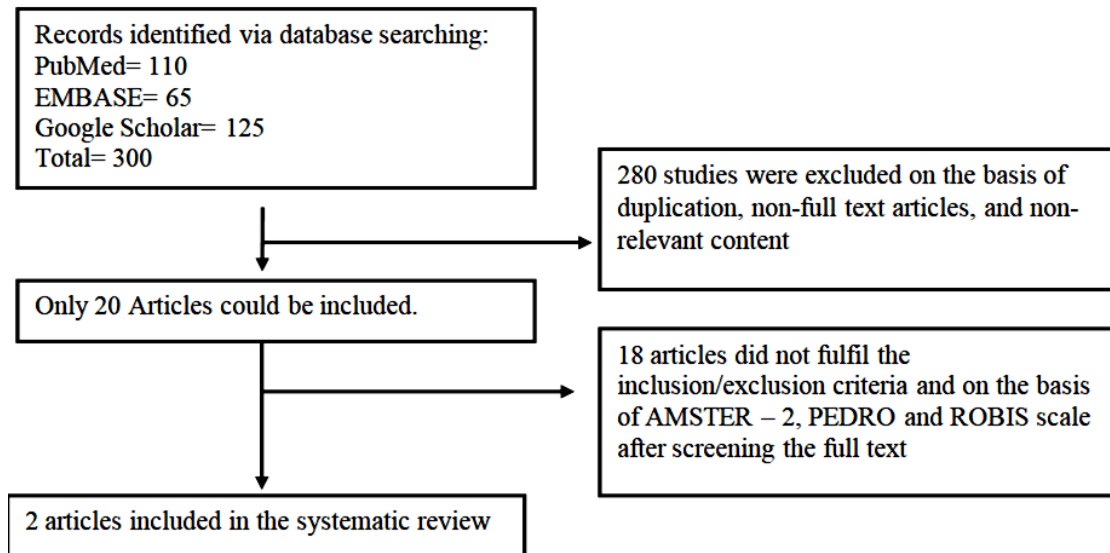 Records identified via database searching:
PubMed= 110
EMBASE= 65
Google Scholar= 125
Total= 300
280 studies were excluded on the basis of
duplication, non-full text articles, and non-
relevant content
Only 20 Articles could be included.
18 articles did not fulfil the
inclusion/exclusion criteria and on the basis
of AMSTER – 2, PEDRO and ROBIS scale
after screening the full text
2 articles included in the systematic review